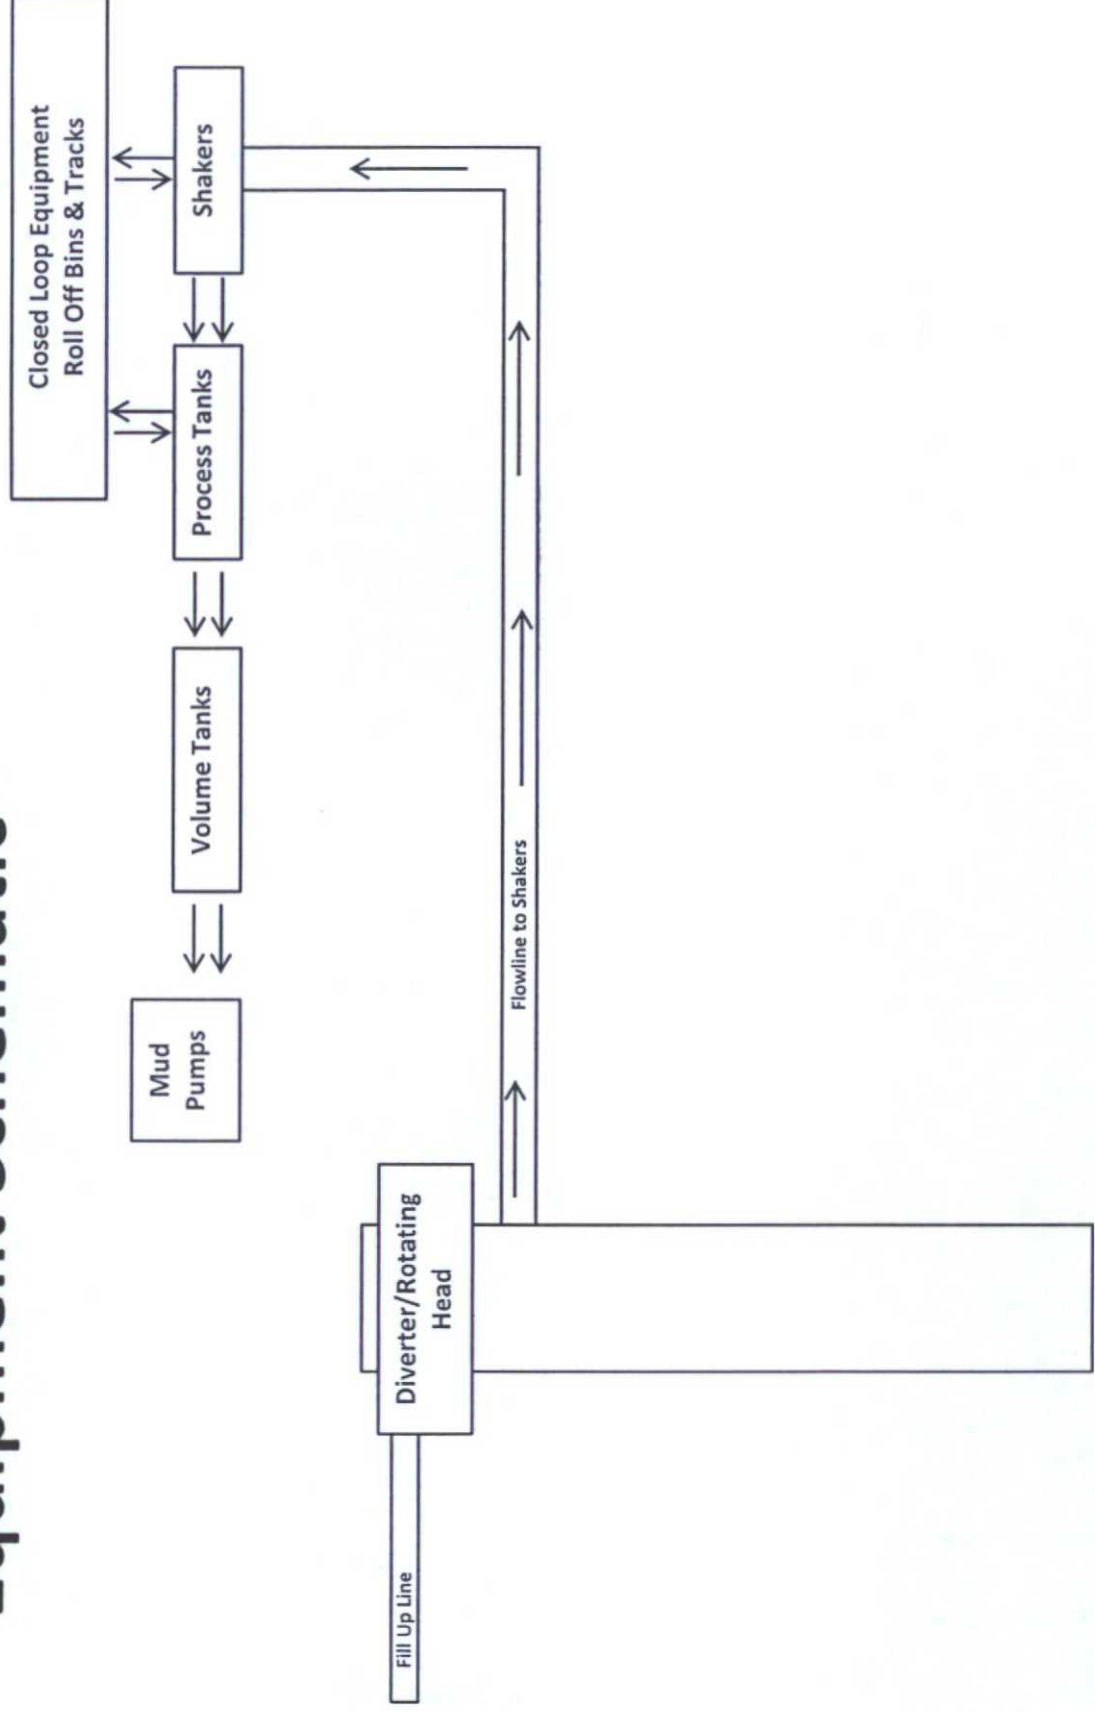 Closed Loop Equipment
Roll Off Bins & Tracks
Shakers
Process Tanks
Volume Tanks
Mud
Pumps
Flowline to Shakers
Diverter/Rotating
Head
Fill Up Line